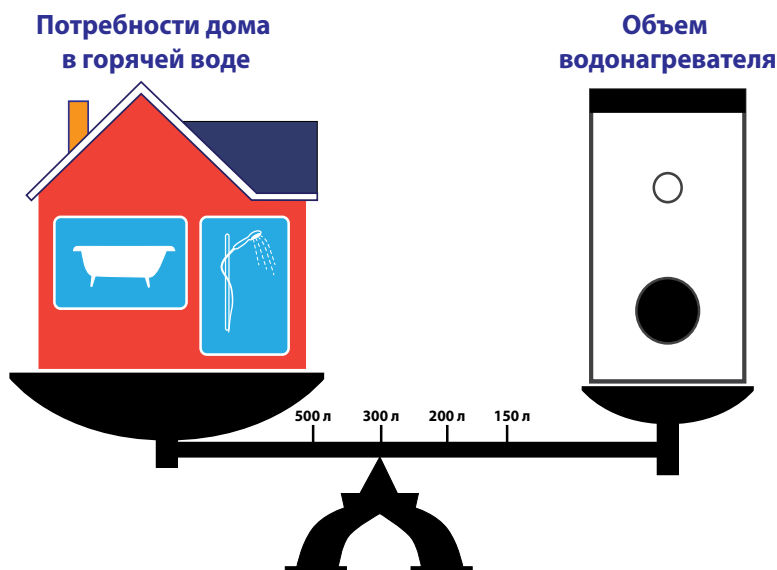 Потребности дома
в горячей воде
Объем
водонагревателя
500 л 300 л 200 л 150 л